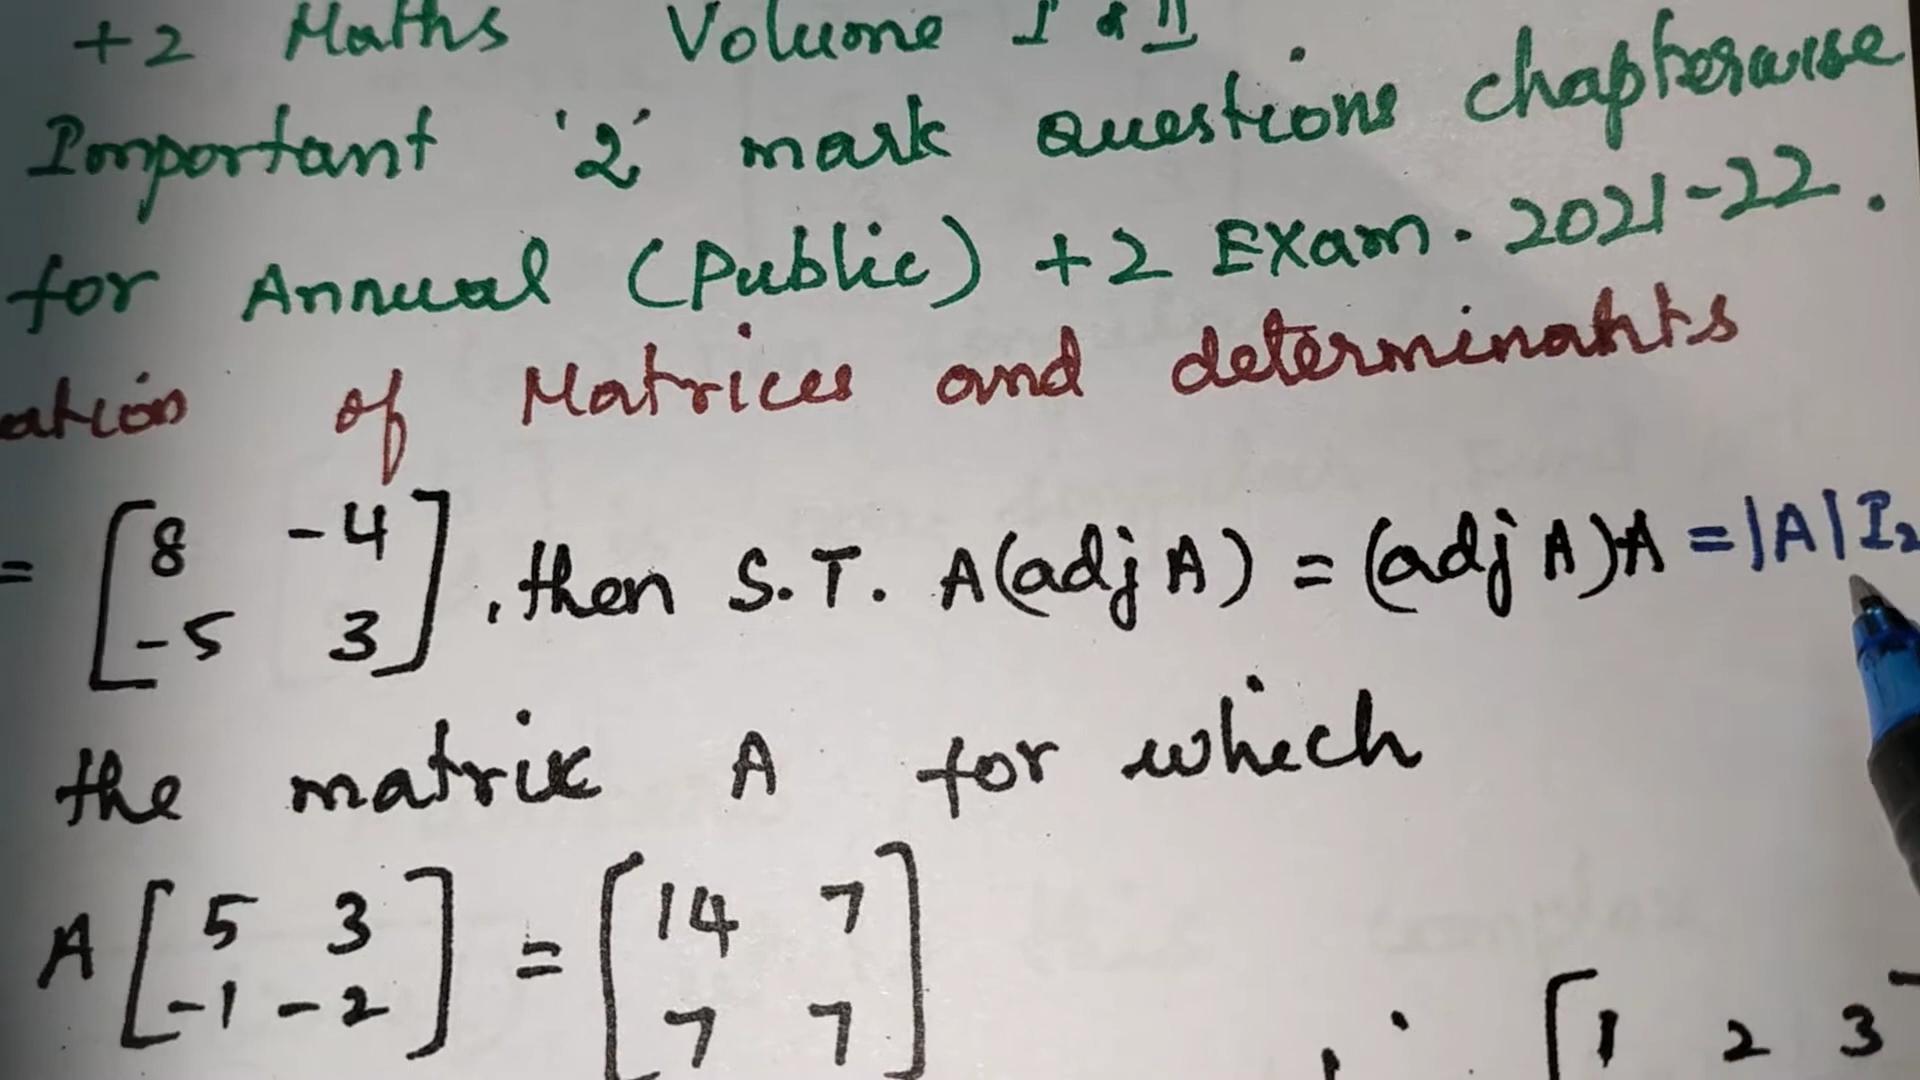 +2 Maths Volume I & II
Important '2' mark questions chapterwise
for Annual (Public) +2 Exam. 2021-22.
ation of Matrices and determinants
= [8 -4
-5 3], then S.T. A(adj A) = (adj A)A = |A| I₂
the matrix A for which
A [5 3
-1 -2] = [14 7
7 7]
[1 2 3